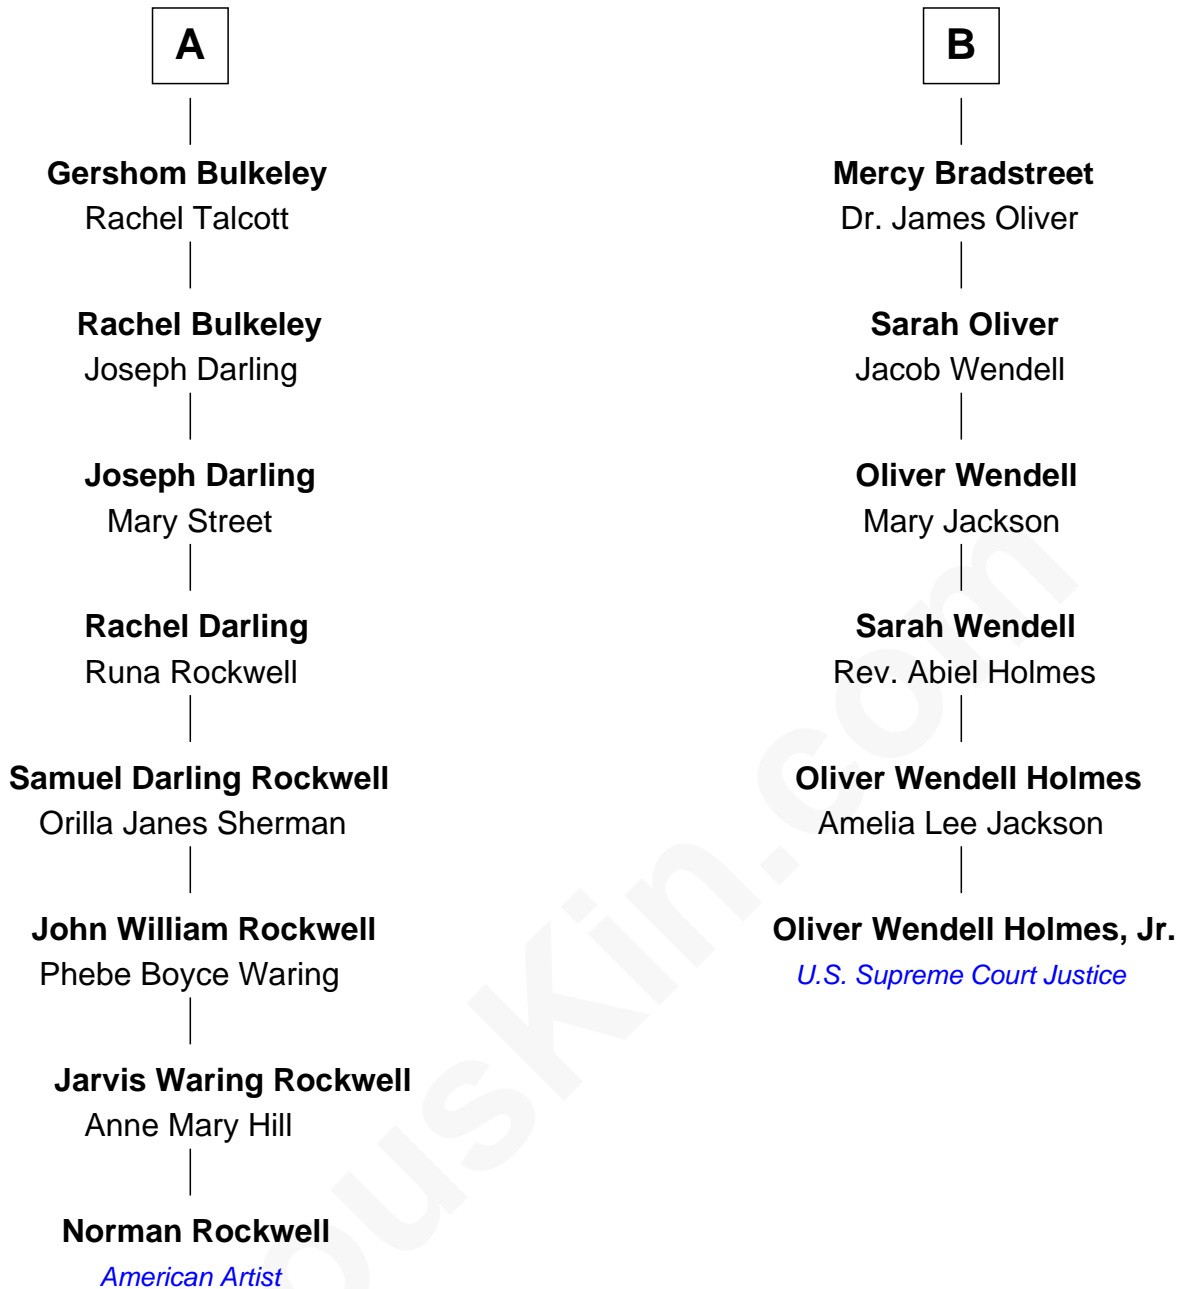 A
Gershom Bulkeley
Rachel Talcott
Rachel Bulkeley
Joseph Darling
Joseph Darling
Mary Street
Rachel Darling
Runa Rockwell
Samuel Darling Rockwell
Orilla Janes Sherman
John William Rockwell
Phebe Boyce Waring
Jarvis Waring Rockwell
Anne Mary Hill
Norman Rockwell
American Artist
B
Mercy Bradstreet
Dr. James Oliver
Sarah Oliver
Jacob Wendell
Oliver Wendell
Mary Jackson
Sarah Wendell
Rev. Abiel Holmes
Oliver Wendell Holmes
Amelia Lee Jackson
Oliver Wendell Holmes, Jr.
U.S. Supreme Court Justice
ousKin.com